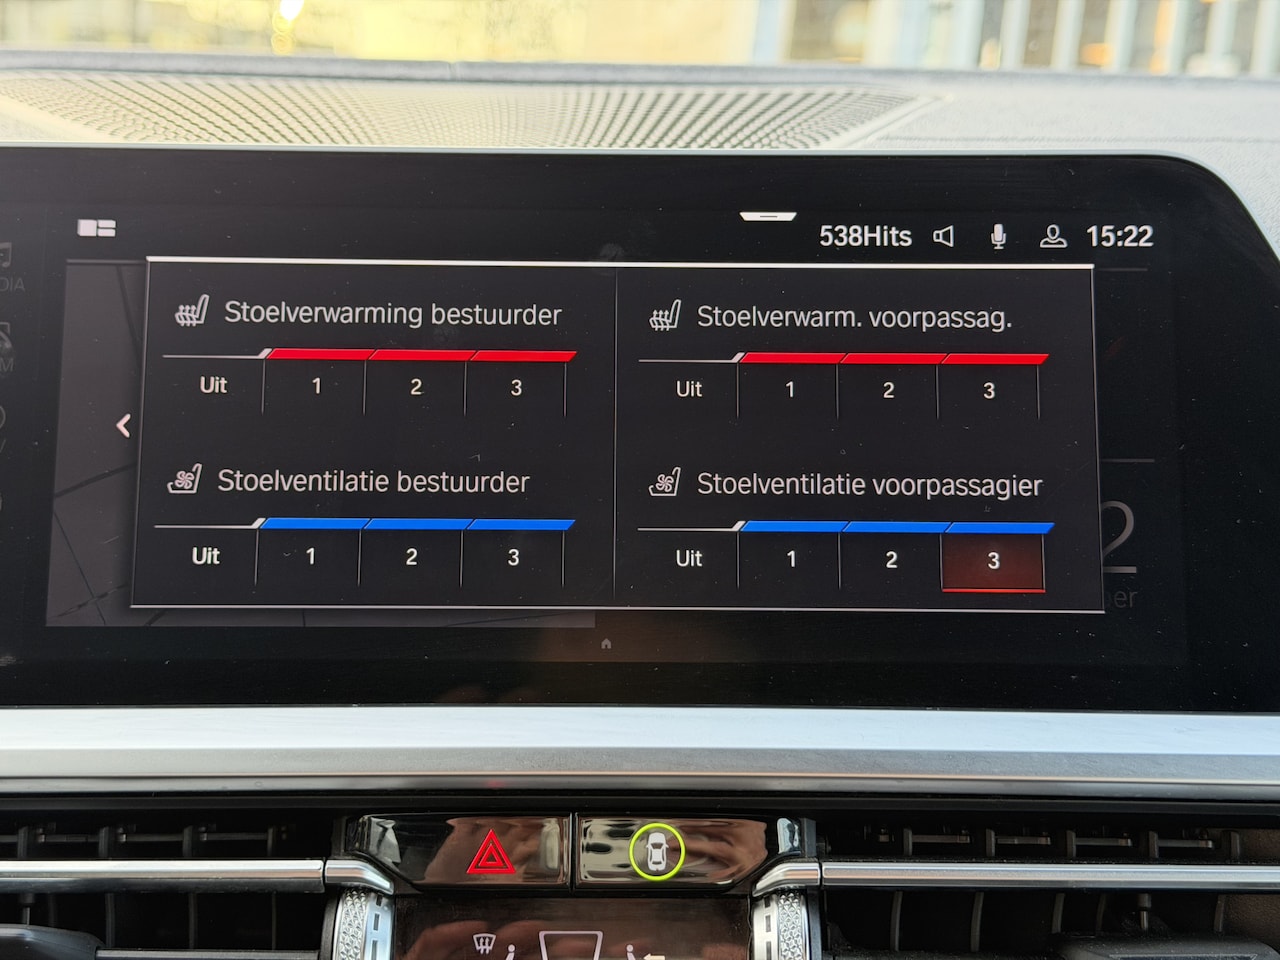 538Hits 15:22
Stoelverwarming bestuurder
Uit 1 2 3
Stoelverwarm. voorpassag.
Uit 1 2 3
Stoelventilatie bestuurder
Uit 1 2 3
Stoelventilatie voorpassagier
Uit 1 2 3
2